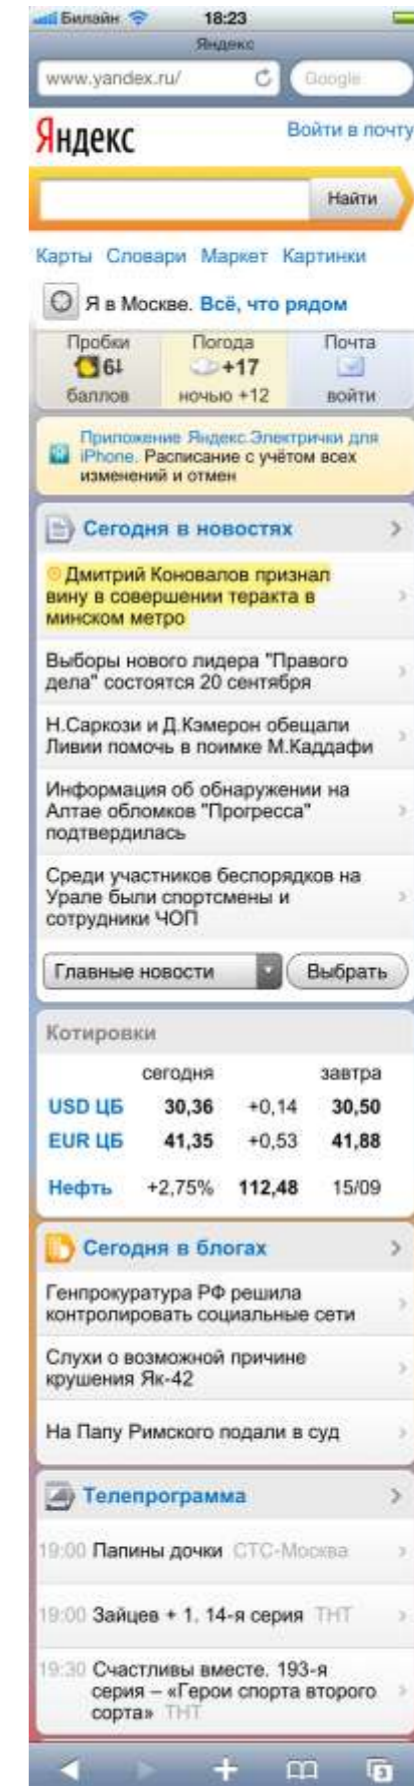 Билайн 18:23
Яндекс
www.yandex.ru/ Google
Яндекс Войти в почту
Найти
Карты Словари Маркет Картинки
Я в Москве. Всё, что рядом
Пробки Погода Почта
6↓ +17
баллов ночью +12 войти
Приложение Яндекс.Электрички для
iPhone. Расписание с учётом всех
изменений и отмен
Сегодня в новостях
Дмитрий Коновалов признал
вину в совершении теракта в
минском метро
Выборы нового лидера "Правого
дела" состоятся 20 сентября
Н.Саркози и Д.Кэмерон обещали
Ливии помочь в поимке М.Каддафи
Информация об обнаружении на
Алтае обломков "Прогресса"
подтвердилась
Среди участников беспорядков на
Урале были спортсмены и
сотрудники ЧОП
Главные новости Выбрать
Котировки
сегодня завтра
USD ЦБ 30,36 +0,14 30,50
EUR ЦБ 41,35 +0,53 41,88
Нефть +2,75% 112,48 15/09
Сегодня в блогах
Генпрокуратура РФ решила
контролировать социальные сети
Слухи о возможной причине
крушения Як-42
На Папу Римского подали в суд
Телепрограмма
19:00 Папины дочки СТС-Москва
19:00 Зайцев + 1, 14-я серия ТНТ
19:30 Счастливы вместе. 193-я
серия – «Герои спорта второго
сорта» ТНТ
3